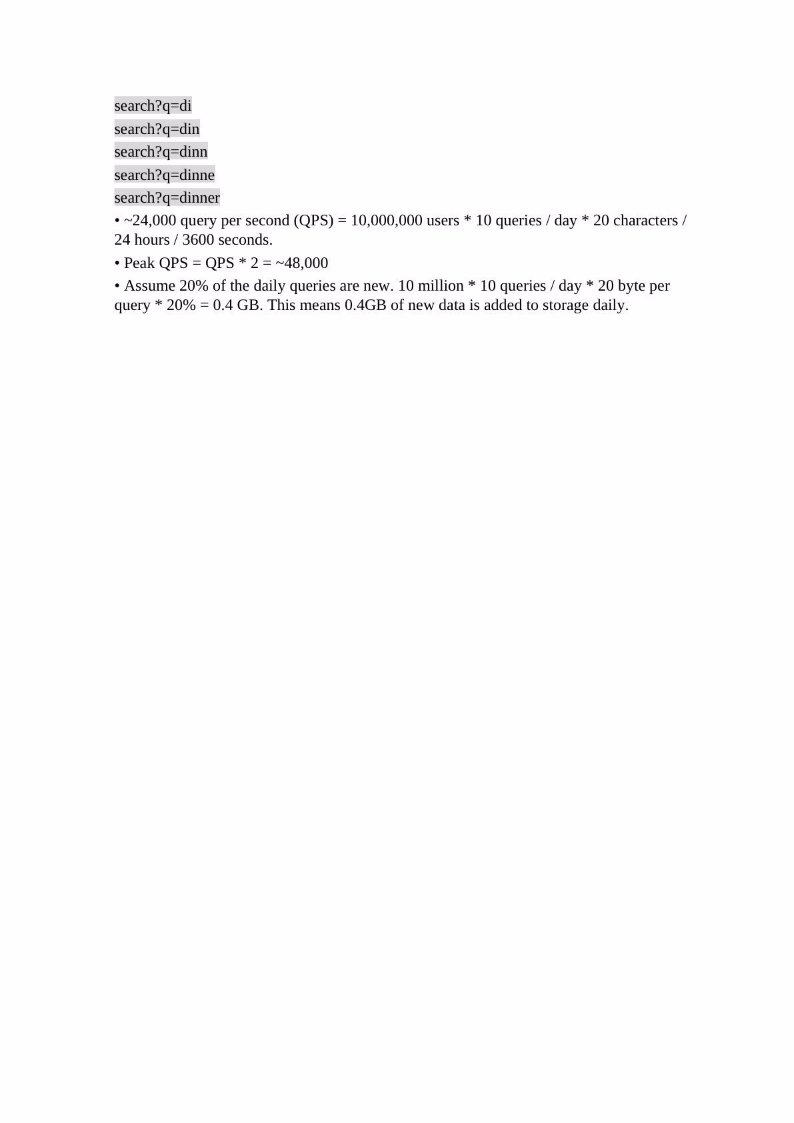 search?q=di
search?q=din
search?q=dinn
search?q=dinne
search?q=dinner
• ~24,000 query per second (QPS) = 10,000,000 users * 10 queries / day * 20 characters /
24 hours / 3600 seconds.
• Peak QPS = QPS * 2 = ~48,000
• Assume 20% of the daily queries are new. 10 million * 10 queries / day * 20 byte per
query * 20% = 0.4 GB. This means 0.4GB of new data is added to storage daily.